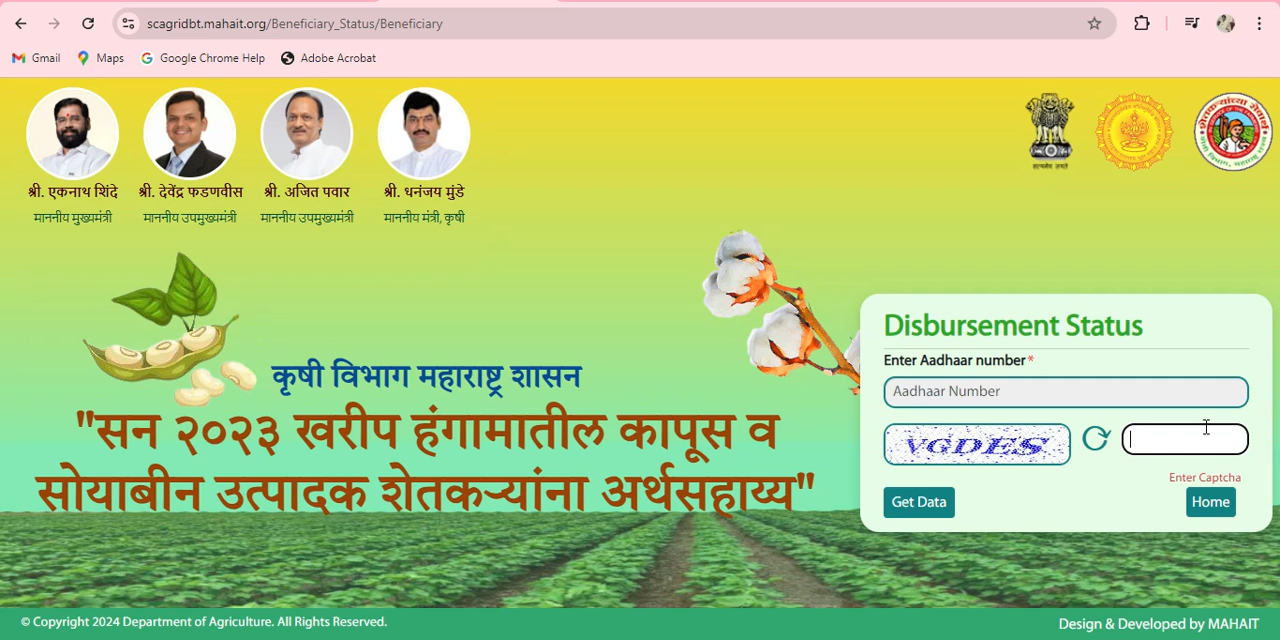 scagridbt.mahait.org/Beneficiary_Status/Beneficiary
Gmail Maps Google Chrome Help Adobe Acrobat
श्री. एकनाथ शिंदे श्री. देवेंद्र फडणवीस श्री. अजित पवार श्री. धनंजय मुंडे
माननीय मुख्यमंत्री माननीय उपमुख्यमंत्री माननीय उपमुख्यमंत्री माननीय मंत्री, कृषी
कृषी विभाग महाराष्ट्र शासन
"सन २०२३ खरीप हंगामातील कापूस व
सोयाबीन उत्पादक शेतकऱ्यांना अर्थसहाय्य"
Disbursement Status
Enter Aadhaar number *
Aadhaar Number
VGDES
Enter Captcha
Get Data Home
© Copyright 2024 Department of Agriculture. All Rights Reserved.
Design & Developed by MAHAIT